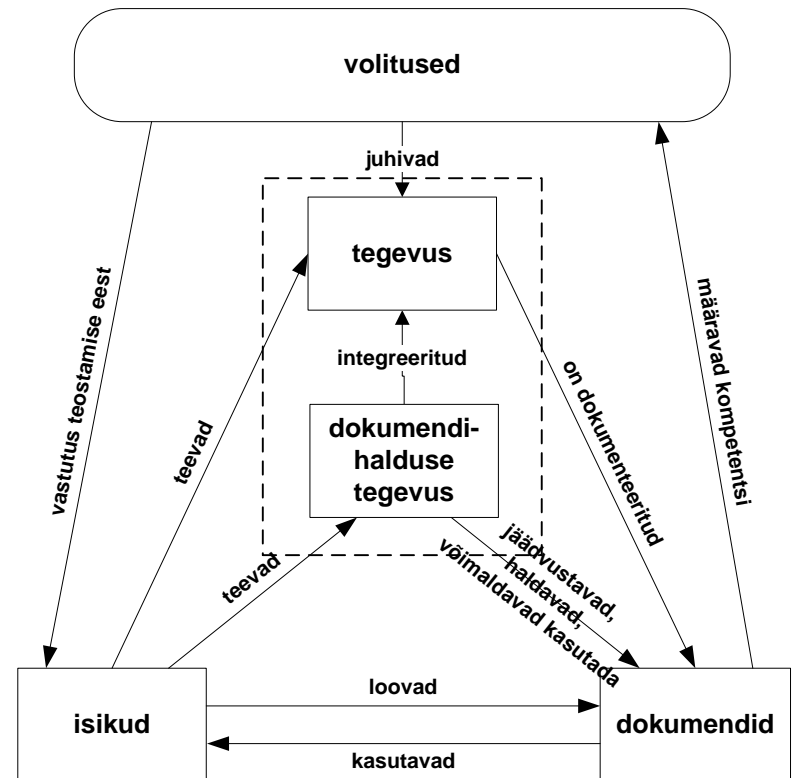 volitused
juhivad
tegevus
vastutus teostamise eest
teevad
integreeritud
on dokumenteeritud
määravad kompetentsi
dokumendi-
halduse
tegevus
teevad
jäädvustavad,
haldavad,
võimaldavad kasutada
isikud
loovad
kasutavad
dokumendid